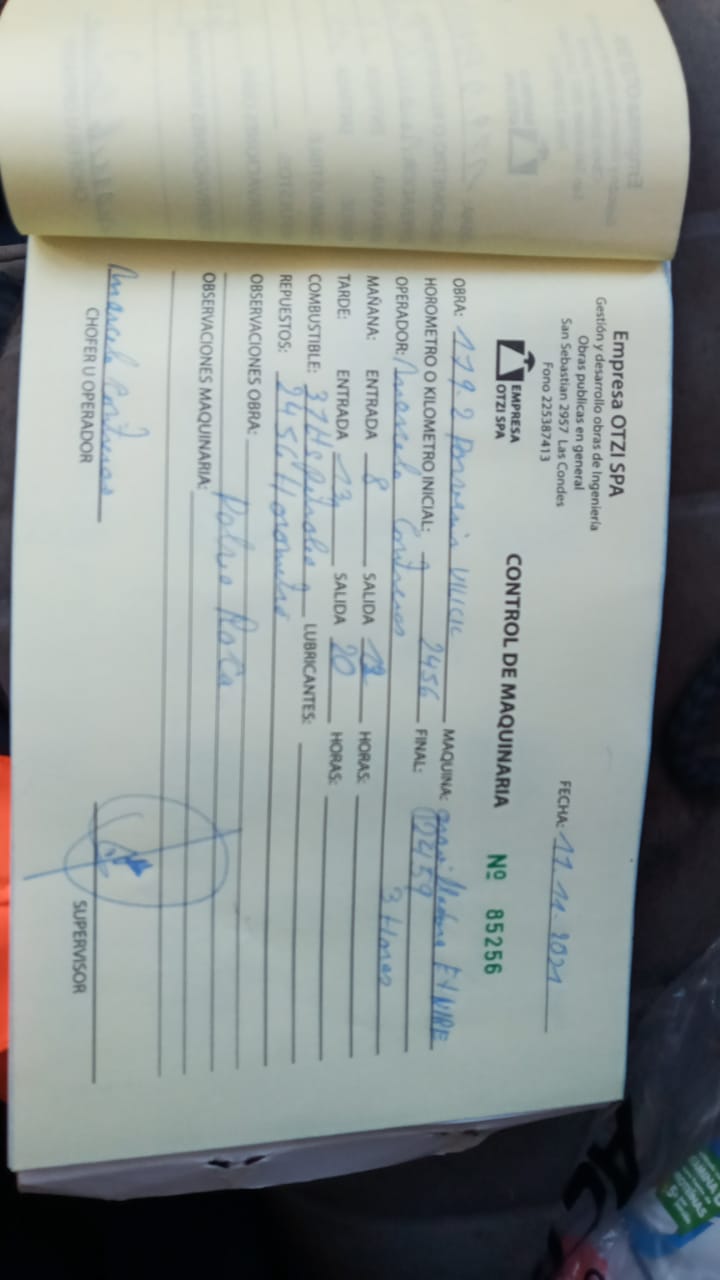 Empresa OTZI SPA
Gestión y desarrollo obras de Ingeniería
Obras publicas en general
San Sebastian 2957 Las Condes
Fono 225387413
EMPRESA
OTZI SPA
FECHA: 11.11.2021
CONTROL DE MAQUINARIA Nº 85256
OBRA: 179.2 Porvenir VILICIC MAQUINA: gravilladora ETNIRE
HOROMETRO O KILOMETRO INICIAL: 2456 FINAL: 2459
OPERADOR: Marcelo Contreras 3 Horas
MAÑANA: ENTRADA 8 SALIDA 12 HORAS:
TARDE: ENTRADA 13 SALIDA 20 HORAS:
COMBUSTIBLE: 37 Petroleo LUBRICANTES:
REPUESTOS: 2456 Horometro
OBSERVACIONES OBRA:
Polvo Roca
OBSERVACIONES MAQUINARIA:
Marcelo Contreras
CHOFER U OPERADOR
SUPERVISOR